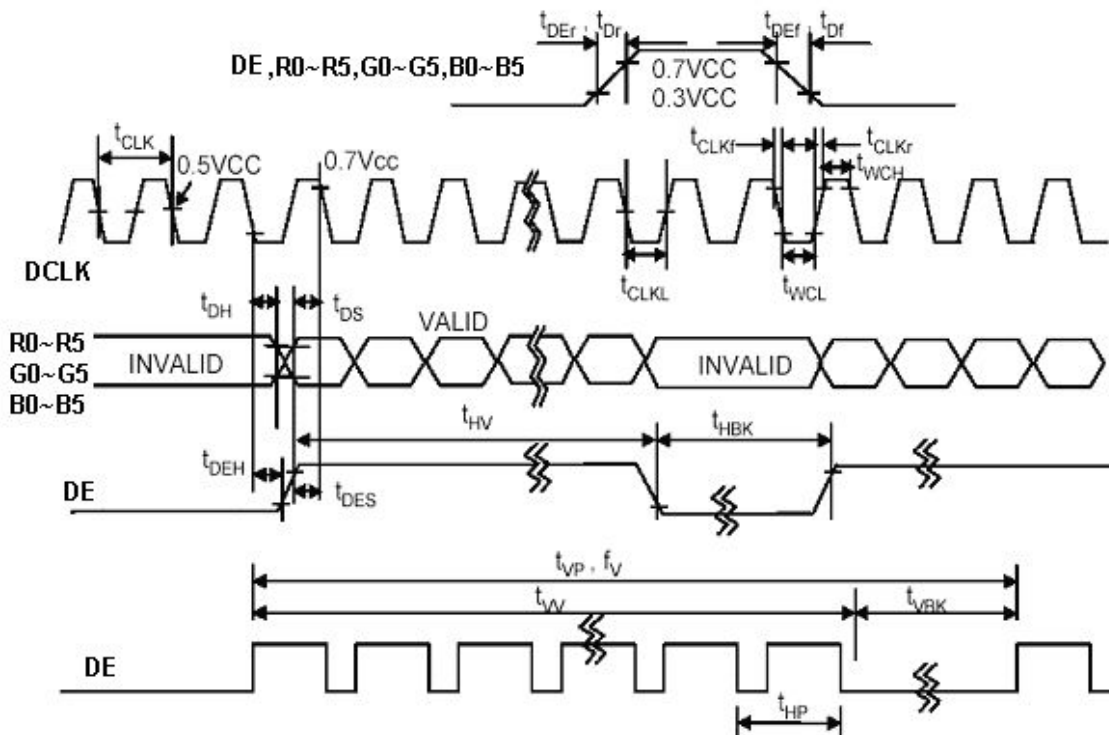 tDEr , tDr
tDEf , tDf
DE ,R0~R5,G0~G5,B0~B5
0.7VCC
0.3VCC
tCLK
0.5VCC
0.7Vcc
tCLKf
tCLKr
tWCH
DCLK
tCLKL
tWCL
tDH
tDS
VALID
R0~R5
G0~G5
B0~B5
INVALID
INVALID
tHV
tHBK
tDEH
tDES
DE
tVP , fV
tVV
tVBK
DE
tHP